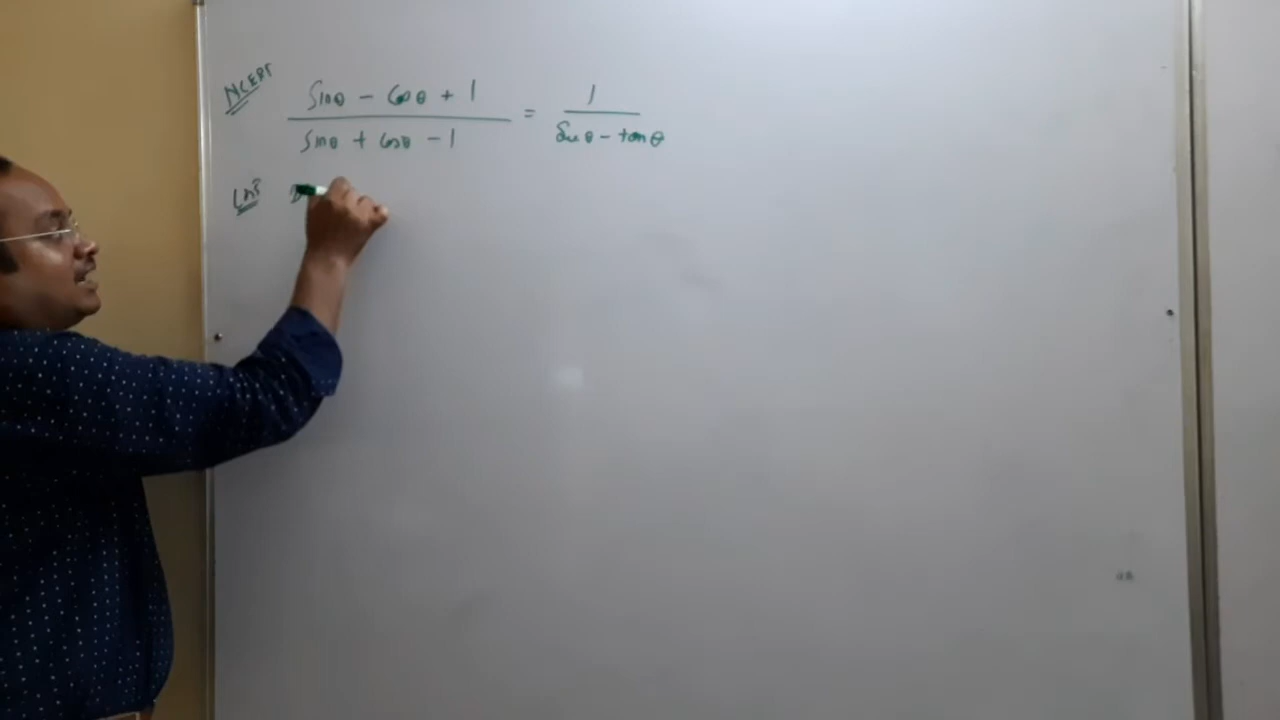 NCERT
sinθ - cosθ + 1 / sinθ + cosθ - 1 = 1 / secθ - tanθ
LHS